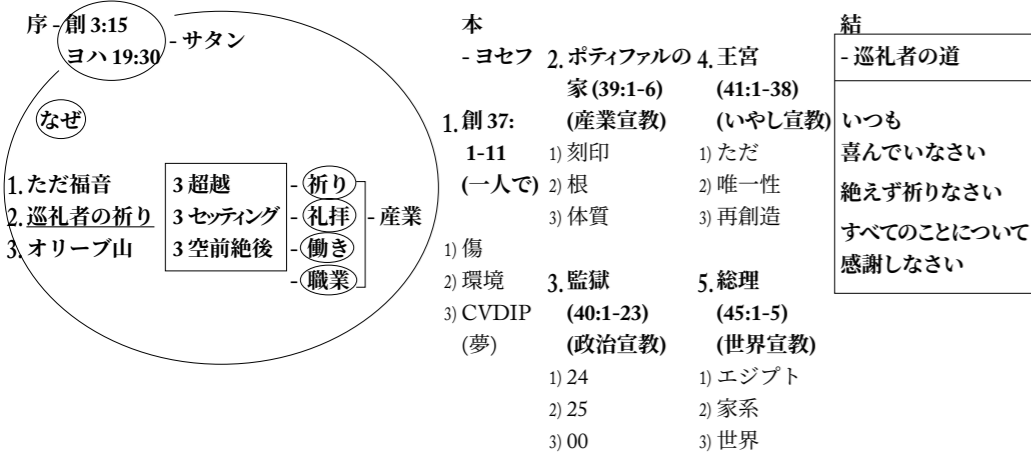 序 - 創 3:15
ヨハ 19:30
- サタン
なぜ
1. ただ福音
2. 巡礼者の祈り
3. オリーブ山
3 超越
3 セッティング
3 空前絶後
- 祈り
- 礼拝
- 働き
- 職業
- 産業
本
- ヨセフ
1. 創 37:
1-11
(一人で)
1) 傷
2) 環境
3) CVDIP
(夢)
2. ポティファルの
家 (39:1-6)
(産業宣教)
1) 刻印
2) 根
3) 体質
3. 監獄
(40:1-23)
(政治宣教)
1) 24
2) 25
3) 00
4. 王宮
(41:1-38)
(いやし宣教)
1) ただ
2) 唯一性
3) 再創造
5. 総理
(45:1-5)
(世界宣教)
1) エジプト
2) 家系
3) 世界
結
- 巡礼者の道
いつも
喜んでいなさい
絶えず祈りなさい
すべてのことについて
感謝しなさい